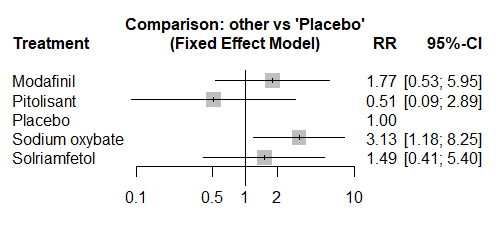 Comparison: other vs 'Placebo'
Treatment (Fixed Effect Model) RR 95%-CI
Modafinil 1.77 [0.53; 5.95]
Pitolisant 0.51 [0.09; 2.89]
Placebo 1.00
Sodium oxybate 3.13 [1.18; 8.25]
Solriamfetol 1.49 [0.41; 5.40]
0.1 0.5 1 2 10